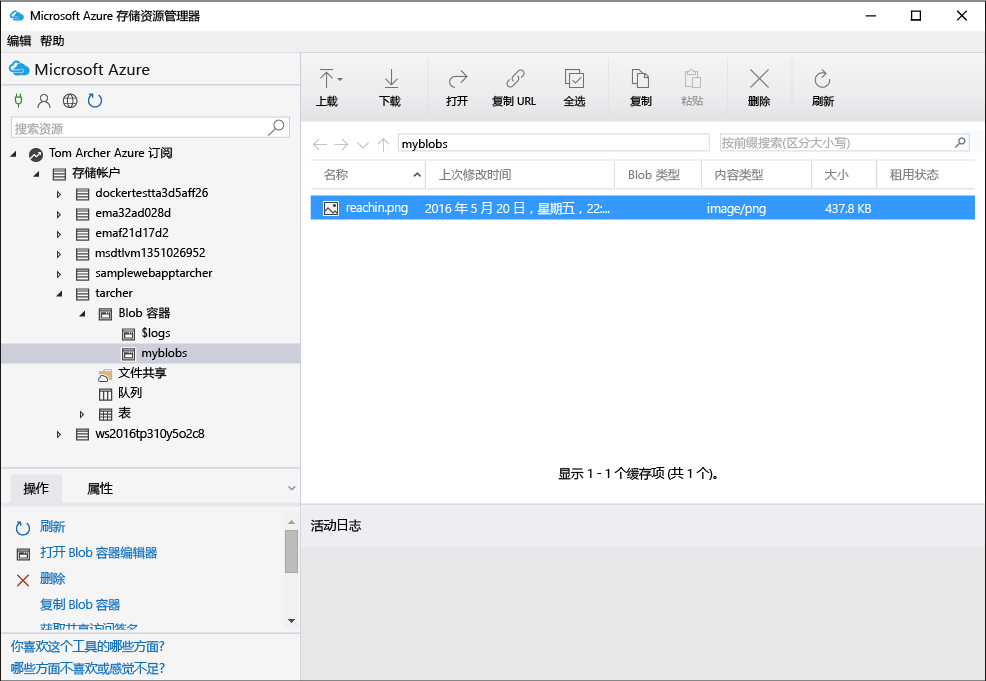 Microsoft Azure 存储资源管理器
编辑 帮助
Microsoft Azure
搜索资源
Tom Archer Azure 订阅
存储帐户
dockertestta3d5aff26
ema32ad028d
emaf21d17d2
msdtlvm1351026952
samplewebapptarcher
tarcher
Blob 容器
$logs
myblobs
文件共享
队列
表
ws2016tp310y5o2c8
操作 属性
刷新
打开 Blob 容器编辑器
删除
复制 Blob 容器
获取共享访问签名
你喜欢这个工具的哪些方面?
哪些方面不喜欢或感觉不足?
上载 下载 打开 复制 URL 全选 复制 粘贴 删除 刷新
myblobs 按前缀搜索(区分大小写)
名称 上次修改时间 Blob 类型 内容类型 大小 租用状态
reachin.png 2016 年 5 月 20 日，星期五，22:... image/png 437.8 KB
显示 1 - 1 个缓存项 (共 1 个)。
活动日志